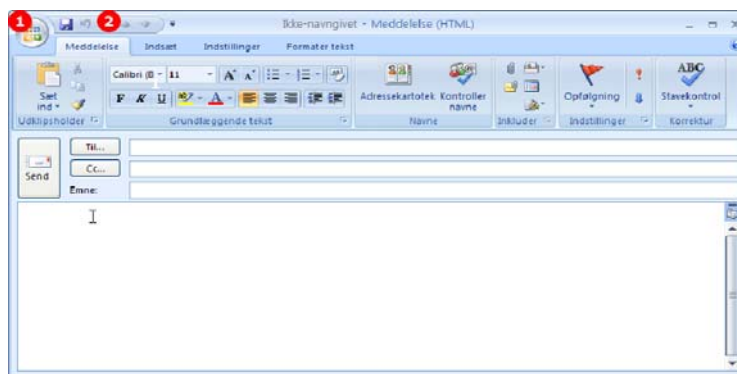 1 2 Ikke-navngivet - Meddelelse (HTML)
Meddelelse Indsæt Indstillinger Formater tekst
Calibri (B 11 A A ABC
Sæt ind Adressekartotek Kontroller navne Opfølgning Stavekontrol
F K U A
Udklipsholder Grundlæggende tekst Navne Inkluder Indstillinger Korrektur
Til...
Cc...
Send
Emne: